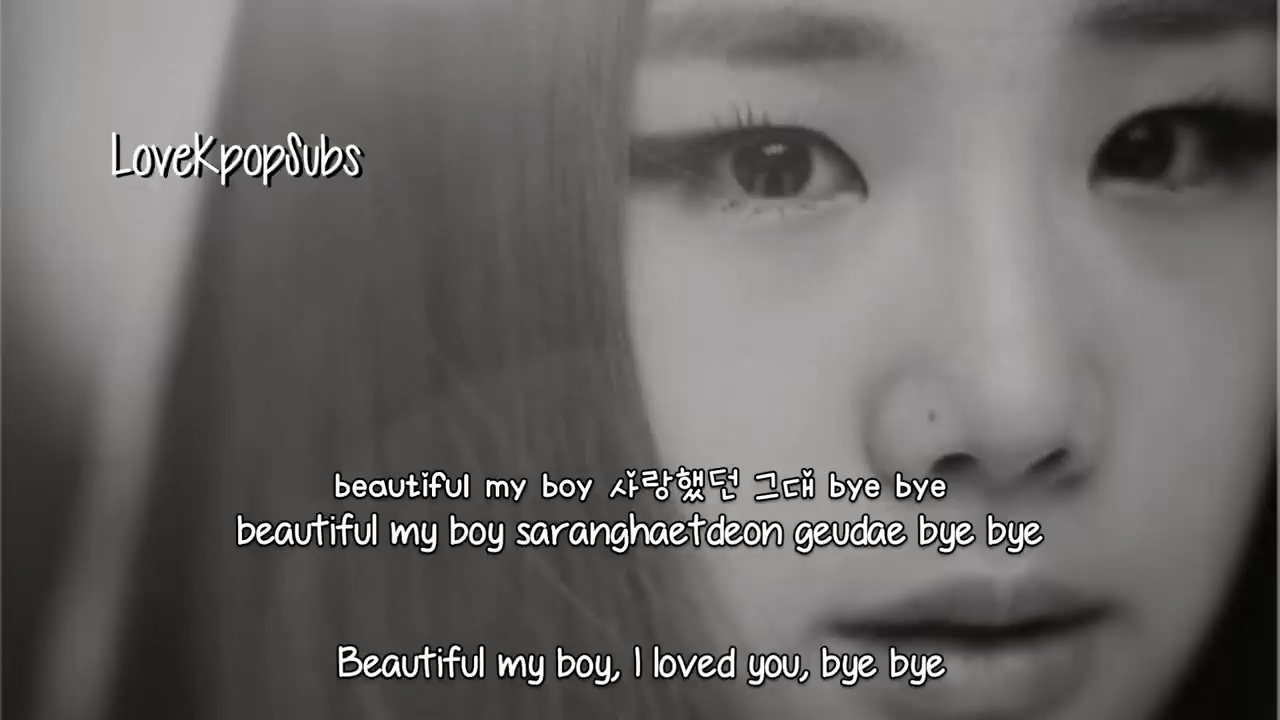 LoveKpopSubs
beautiful my boy 사랑했던 그대 bye bye
beautiful my boy saranghaetdeon geudae bye bye
Beautiful my boy, I loved you, bye bye